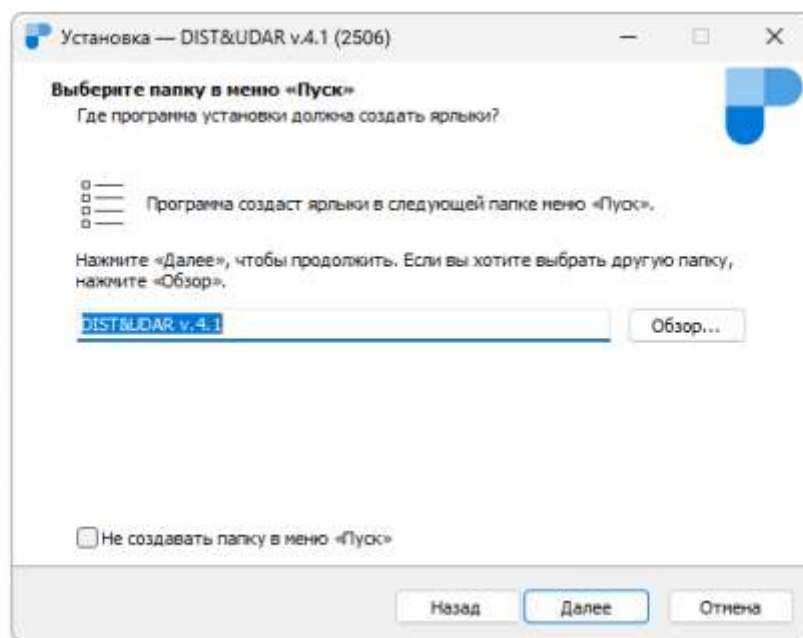 Установка — DIST&UDAR v.4.1 (2506)
Выберите папку в меню «Пуск»
Где программа установки должна создать ярлыки?
Программа создаст ярлыки в следующей папке меню «Пуск».
Нажмите «Далее», чтобы продолжить. Если вы хотите выбрать другую папку,
нажмите «Обзор».
DIST&UDAR v.4.1
Обзор...
Не создавать папку в меню «Пуск»
Назад
Далее
Отмена